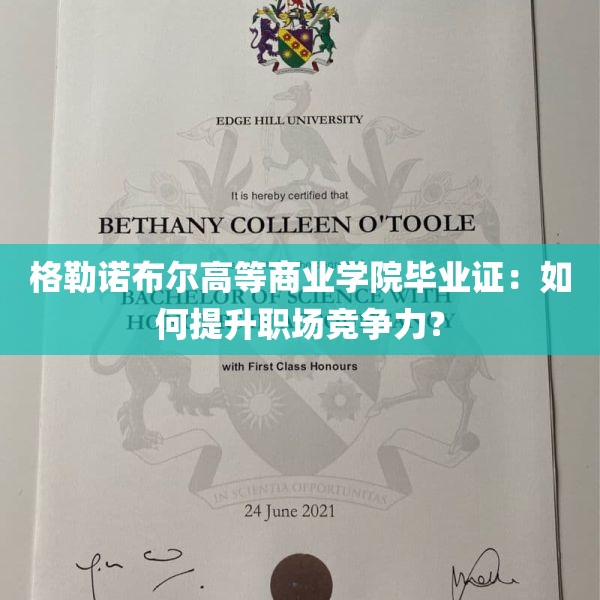 EDGE HILL UNIVERSITY
It is hereby certified that
BETHANY COLLEEN O'TOOLE
格勒诺布尔高等商业学院毕业证：如
何提升职场竞争力？
BACHELOR OF SCIENCE WITH
with First Class Honours
IN SCIENTIA OPPORTUNITAS
24 June 2021